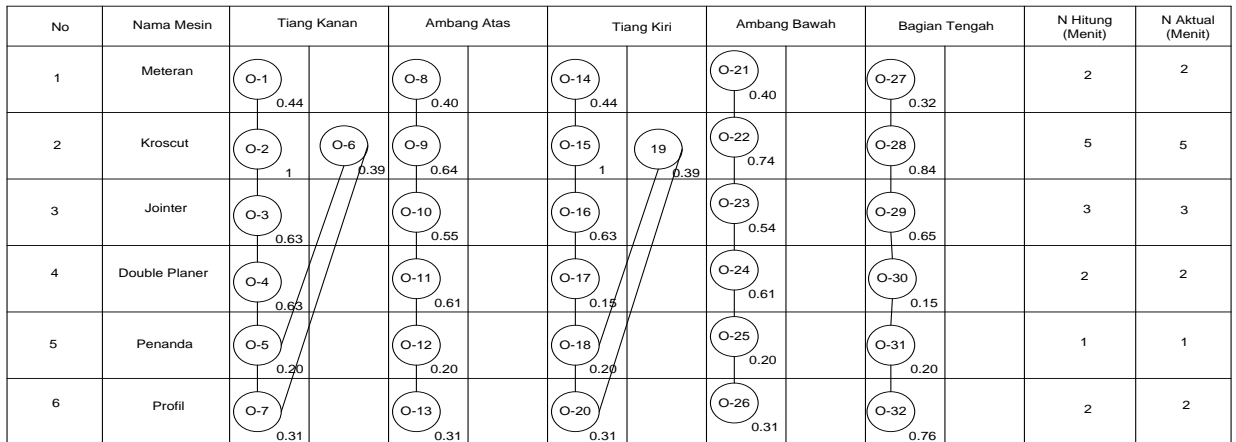 No Nama Mesin Tiang Kanan Ambang Atas Tiang Kiri Ambang Bawah Bagian Tengah N Hitung (Menit) N Aktual (Menit)
1 Meteran O-1 O-8 O-14 O-21 O-27 2 2
0.44 0.40 0.44 0.40 0.32
2 Kroscut O-2 O-6 O-9 O-15 19 O-22 O-28 5 5
1 0.39 0.64 1 0.39 0.74 0.84
3 Jointer O-3 O-10 O-16 O-23 O-29 3 3
0.63 0.55 0.63 0.54 0.65
4 Double Planer O-4 O-11 O-17 O-24 O-30 2 2
0.63 0.61 0.15 0.61 0.15
5 Penanda O-5 O-12 O-18 O-25 O-31 1 1
0.20 0.20 0.20 0.20 0.20
6 Profil O-7 O-13 O-20 O-26 O-32 2 2
0.31 0.31 0.31 0.31 0.76